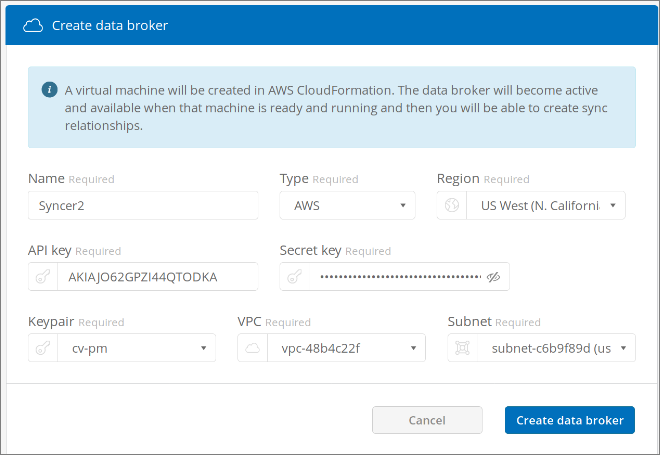 Create data broker
A virtual machine will be created in AWS CloudFormation. The data broker will become active
and available when that machine is ready and running and then you will be able to create sync
relationships.
Name Required
Type Required
Region Required
Syncer2
AWS
US West (N. Californi
API key Required
Secret key Required
AKIAJO62GPZI44QTODKA
••••••••••••••••••••••••••••••••••
Keypair Required
VPC Required
Subnet Required
cv-pm
vpc-48b4c22f
subnet-c6b9f89d (us
Cancel
Create data broker